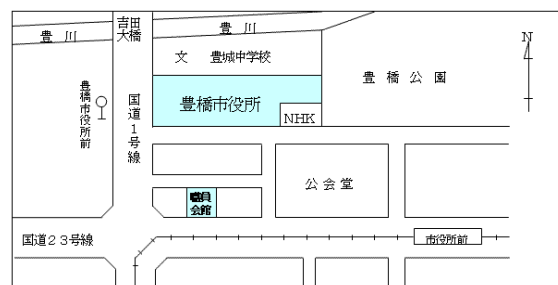 吉田
大橋
豊川
豊川
N
文 豊城中学校
豊橋公園
豊橋市役所
NHK
豊橋市役所前
国道1号線
公会堂
職員
会館
国道23号線
市役所前